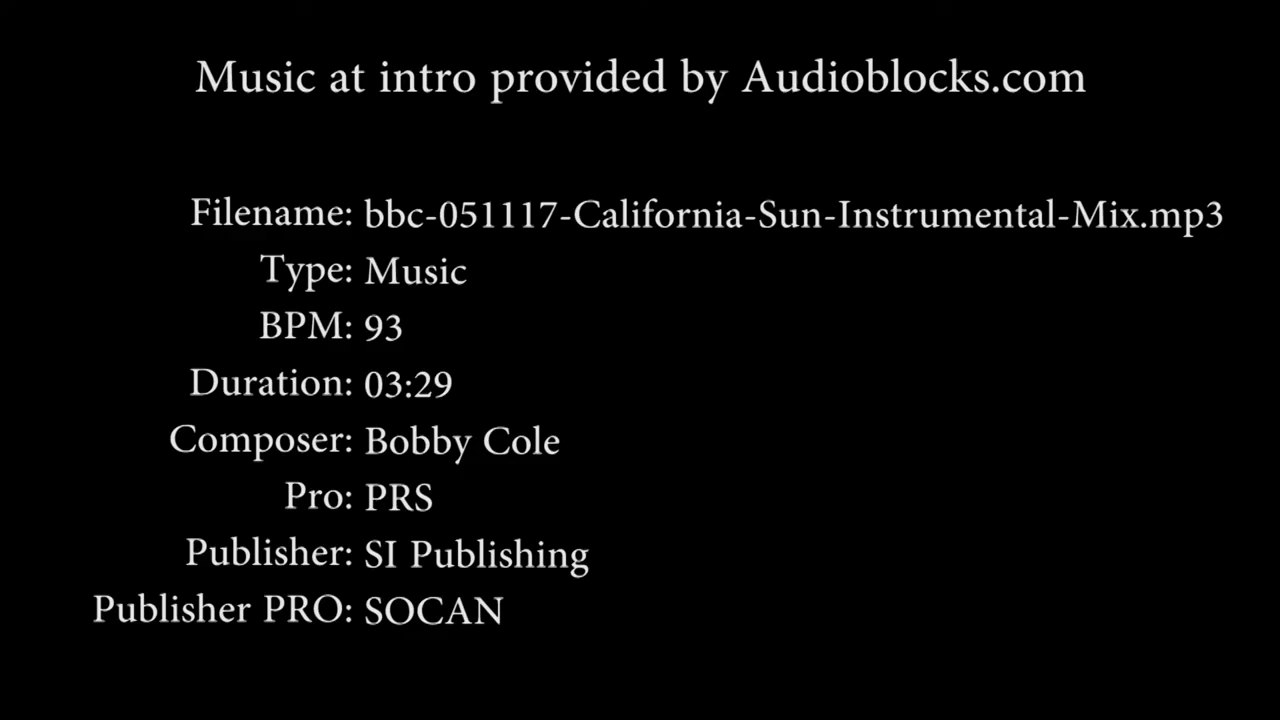 Music at intro provided by Audioblocks.com
Filename: bbc-051117-California-Sun-Instrumental-Mix.mp3
Type: Music
BPM: 93
Duration: 03:29
Composer: Bobby Cole
Pro: PRS
Publisher: SI Publishing
Publisher PRO: SOCAN